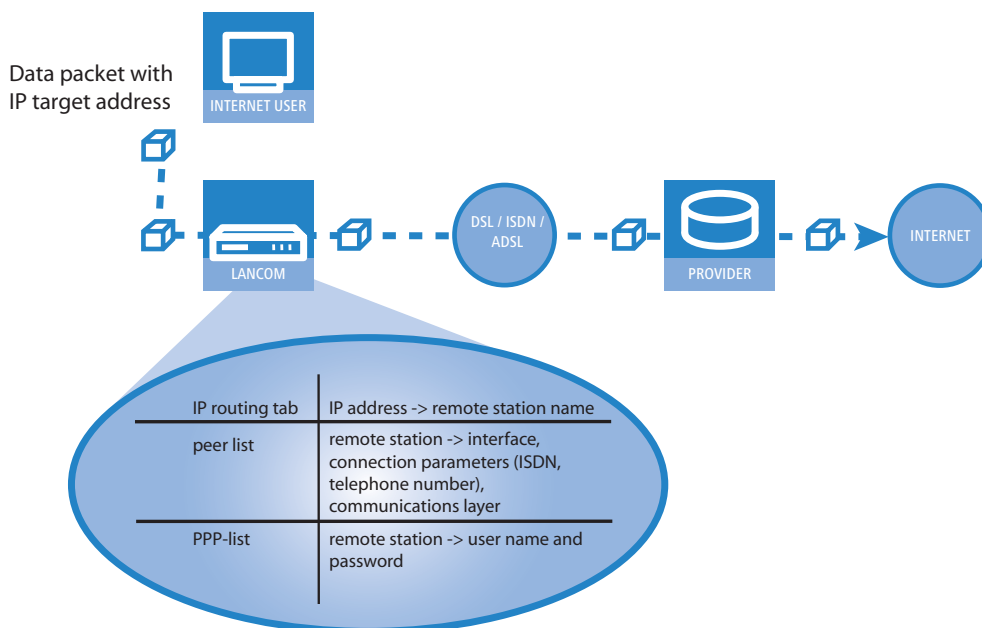 Data packet with
IP target address
INTERNET USER
LANCOM
DSL / ISDN /
ADSL
PROVIDER
INTERNET
IP routing tab
IP address -> remote station name
peer list
remote station -> interface,
connection parameters (ISDN,
telephone number),
communications layer
PPP-list
remote station -> user name and
password